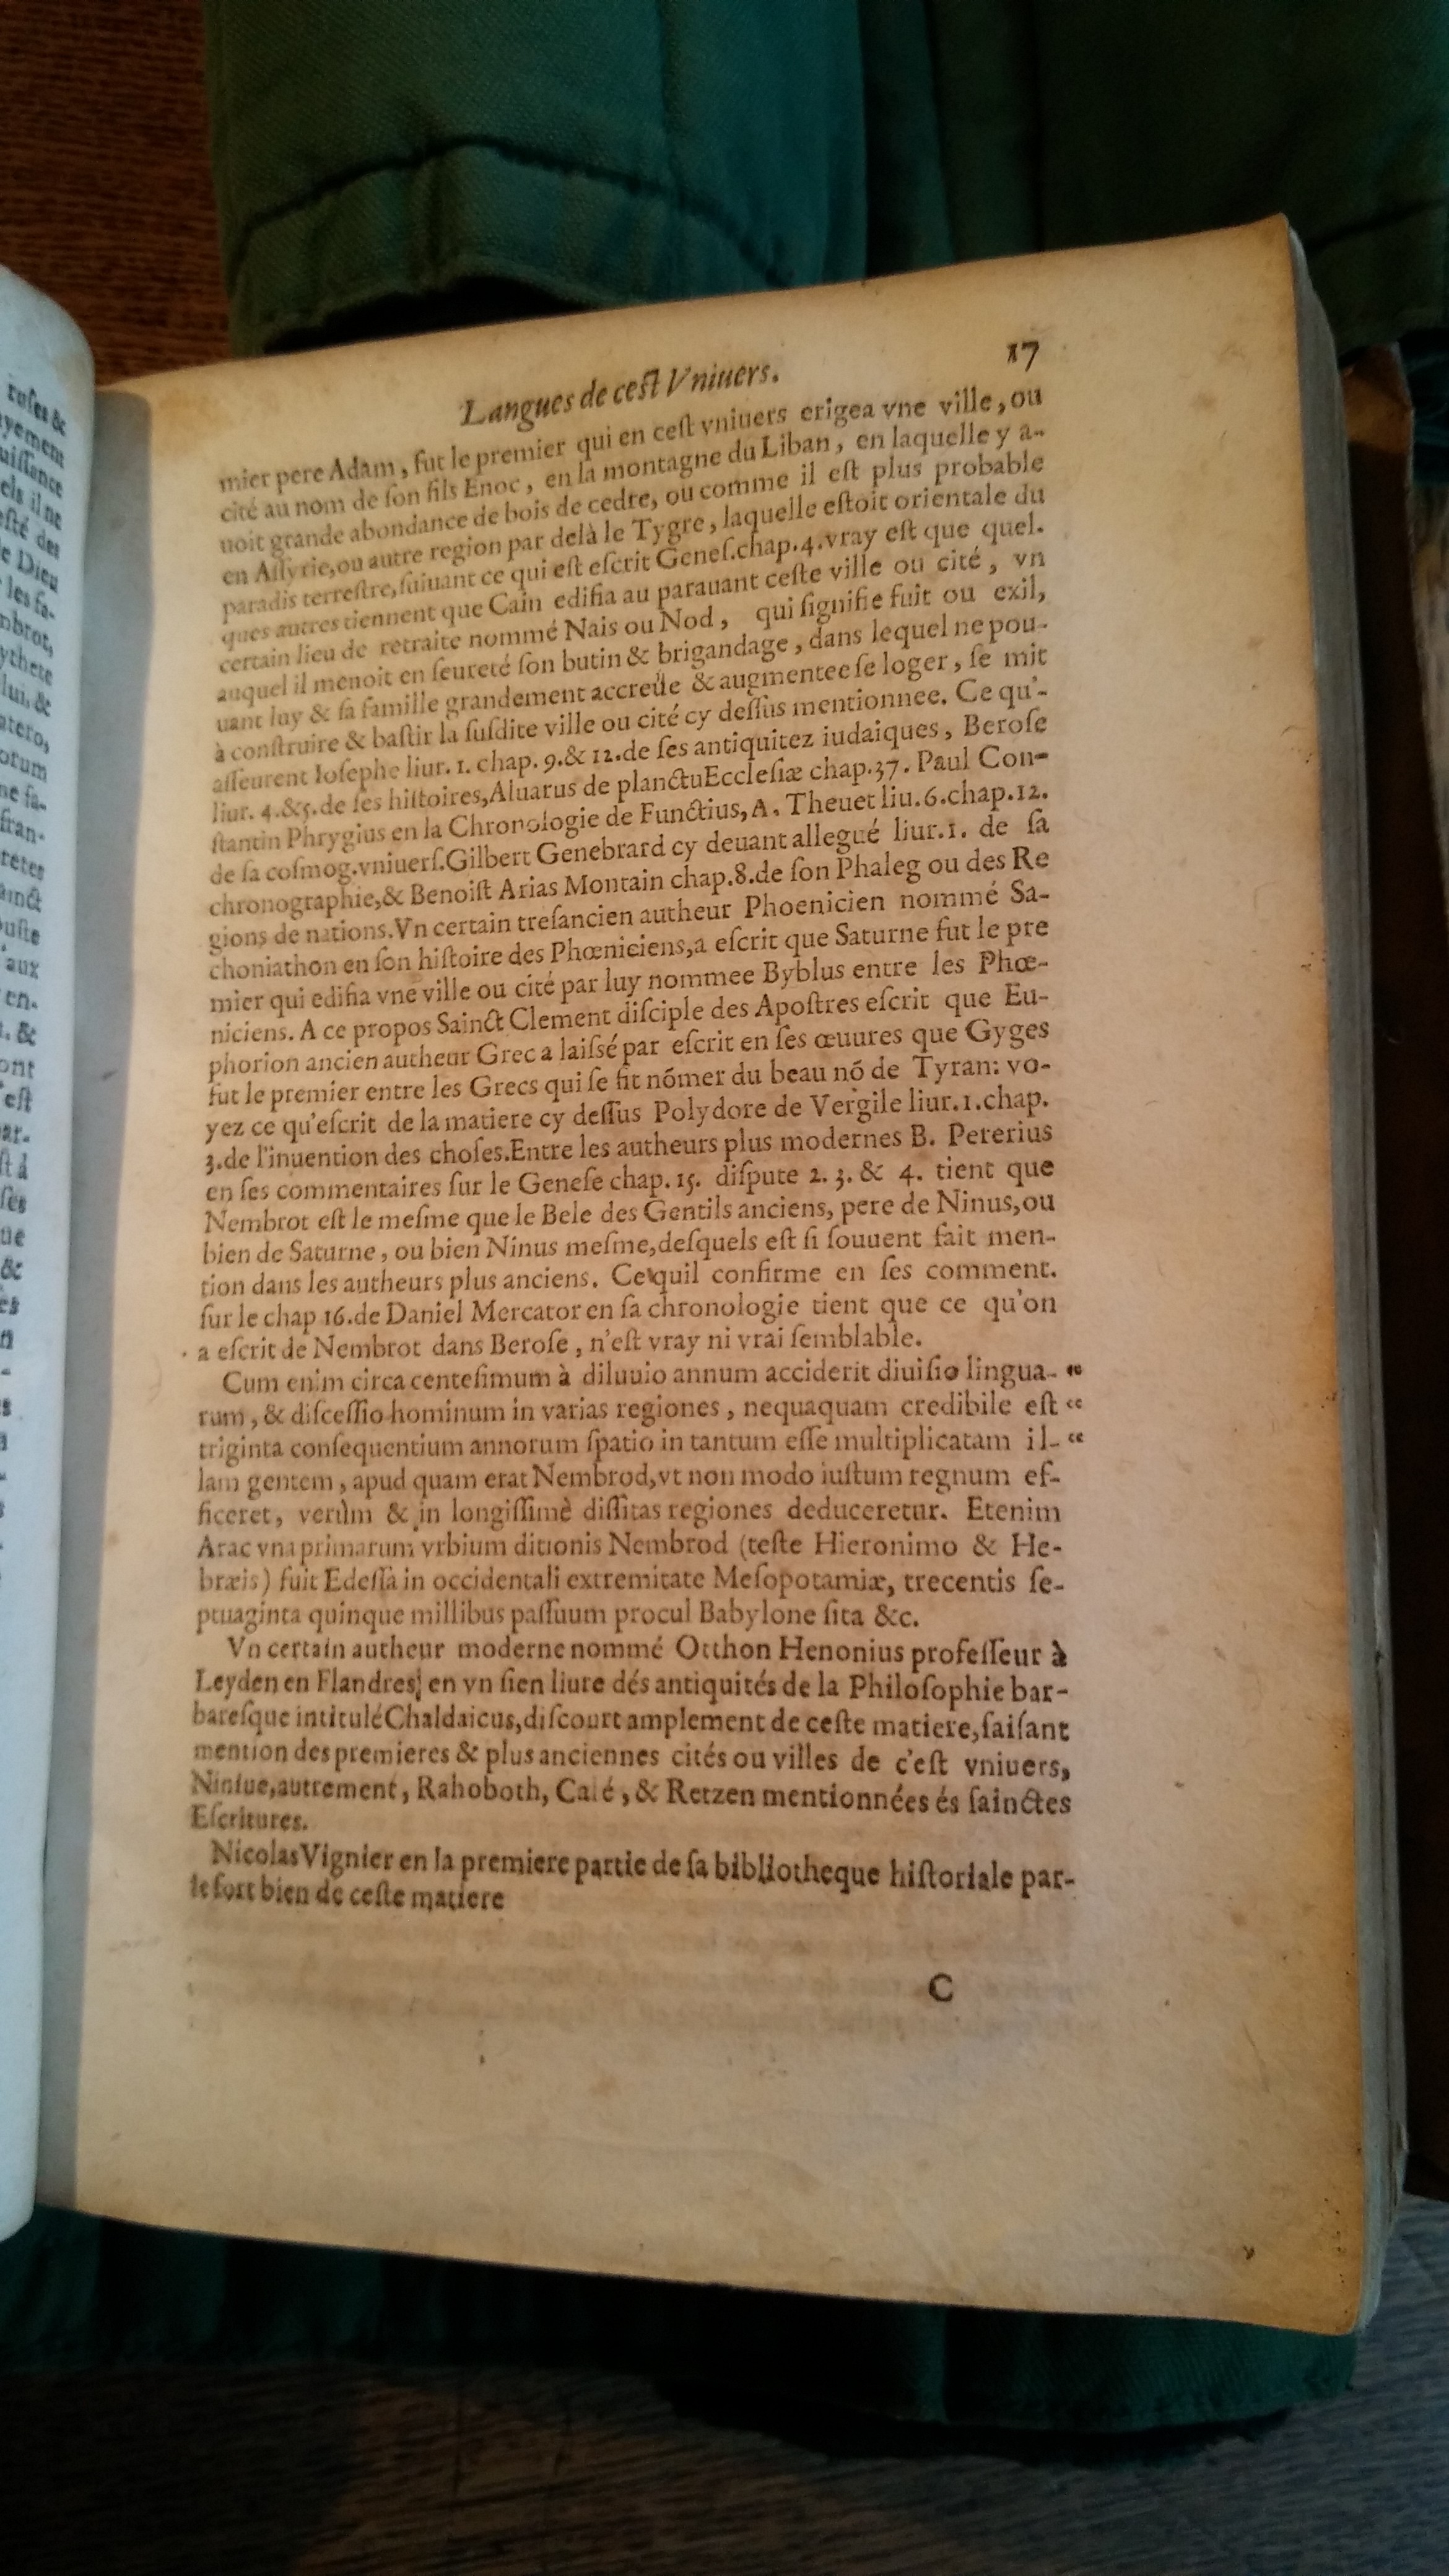 Langues de cest Vniuers.
17
mier pere Adam, fut le premier qui en cest vniuers erigea vne ville, ou
cité au nom de son fils Enoc, en la montagne du Liban, en laquelle y a-
uoit grande abondance de bois de cedre, ou comme il est plus probable
en Assyrie, ou autre region par delà le Tygre, laquelle estoit orientale du
paradis terrestre, suiuant ce qui est escrit Genes. chap. 4. vray est que quel.
ques autres tiennent que Cain edifia au parauant ceste ville ou cité, vn
certain lieu de retraite nommé Nais ou Nod, qui signifie fuit ou exil,
auquel il menoit en seureté son butin & brigandage, dans lequel ne pou-
uant luy & sa famille grandement accreüe & augmentee se loger, se mit
à construire & bastir la susdite ville ou cité cy dessus mentionnee. Ce qu'-
asseurent Iosephe liur. 1. chap. 9. & 12. de ses antiquitez iudaiques, Berose
liur. 4. & 5. de ses histoires, Aluarus de planctu Ecclesiæ chap. 37. Paul Con-
stantin Phrygius en la Chronologie de Functius, A. Theuet liu. 6. chap. 12.
de sa cosmog. vniuers. Gilbert Genebrard cy deuant allegué liur. 1. de sa
chronographie, & Benoist Arias Montain chap. 8. de son Phaleg ou des Re
gions de nations. Vn certain tresancien autheur Phoenicien nommé Sa-
choniathon en son histoire des Phœniciens, a escrit que Saturne fut le pre
mier qui edifia vne ville ou cité par luy nommee Byblus entre les Phœ-
niciens. A ce propos Sainct Clement disciple des Apostres escrit que Eu-
phorion ancien autheur Grec a laissé par escrit en ses œuures que Gyges
fut le premier entre les Grecs qui se fit nómer du beau nó de Tyran: vo-
yez ce qu'escrit de la matiere cy dessus Polydore de Vergile liur. 1. chap.
3. de l'inuention des choses. Entre les autheurs plus modernes B. Pererius
en ses commentaires sur le Genese chap. 15. dispute 2. 3. & 4. tient que
Nembrot est le mesme que le Bele des Gentils anciens, pere de Ninus, ou
bien de Saturne, ou bien Ninus mesme, desquels est si souuent fait men-
tion dans les autheurs plus anciens. Ce quil confirme en ses comment.
sur le chap 16. de Daniel Mercator en sa chronologie tient que ce qu'on
a escrit de Nembrot dans Berose, n'est vray ni vrai semblable.
Cum enim circa centesimum à diluuio annum acciderit diuisio lingua- “
rum, & discessio hominum in varias regiones, nequaquam credibile est “
triginta consequentium annorum spatio in tantum esse multiplicatam il- “
lam gentem, apud quam erat Nembrod, vt non modo iustum regnum ef-
ficeret, verùm & in longissimè dissitas regiones deduceretur. Etenim
Arac vna primarum vrbium ditionis Nembrod (teste Hieronimo & He-
bræis) fuit Edessa in occidentali extremitate Mesopotamiæ, trecentis se-
ptuaginta quinque millibus passuum procul Babylone sita &c.
Vn certain autheur moderne nommé Otthon Henonius professeur à
Leyden en Flandres, en vn sien liure dés antiquités de la Philosophie bar-
baresque intitulé Chaldaicus, discourt amplement de ceste matiere, faisant
mention des premieres & plus anciennes cités ou villes de c'est vniuers,
Niniue, autrement, Rahoboth, Calé, & Retzen mentionnées és sainctes
Escritures.
Nicolas Vignier en la premiere partie de sa bibliotheque historiale par-
le fort bien de ceste matiere
C